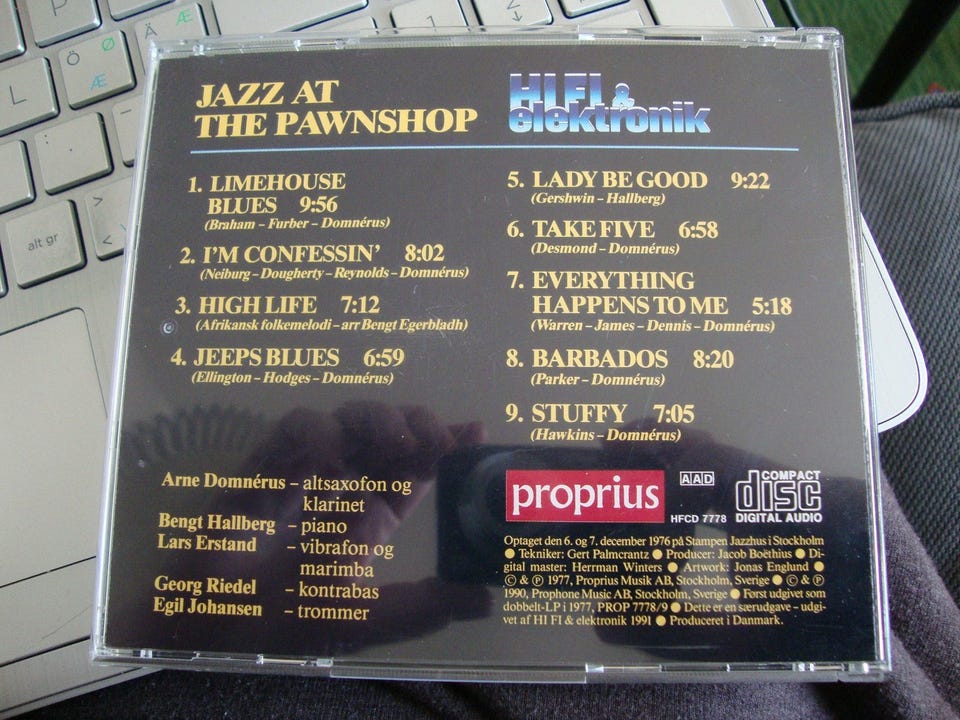 JAZZ AT
THE PAWNSHOP
HI FI &
elektronik
1. LIMEHOUSE
BLUES 9:56
(Braham – Furber – Domnérus)
2. I'M CONFESSIN' 8:02
(Neiburg – Dougherty – Reynolds – Domnérus)
3. HIGH LIFE 7:12
(Afrikansk folkemelodi – arr Bengt Egerbladh)
4. JEEPS BLUES 6:59
(Ellington – Hodges – Domnérus)
5. LADY BE GOOD 9:22
(Gershwin – Hallberg)
6. TAKE FIVE 6:58
(Desmond – Domnérus)
7. EVERYTHING
HAPPENS TO ME 5:18
(Warren – James – Dennis – Domnérus)
8. BARBADOS 8:20
(Parker – Domnérus)
9. STUFFY 7:05
(Hawkins – Domnérus)
Arne Domnérus – altsaxofon og
klarinet
Bengt Hallberg – piano
Lars Erstand – vibrafon og
marimba
Georg Riedel – kontrabas
Egil Johansen – trommer
proprius
AAD
HFCD 7778
COMPACT
disc
DIGITAL AUDIO
Optaget den 6. og 7. december 1976 på Stampen Jazzhus i Stockholm
● Tekniker: Gert Palmcrantz ● Producer: Jacob Boëthius ● Di-
gital master: Herrman Winters ● Artwork: Jonas Englund ●
© & ℗ 1977, Proprius Musik AB, Stockholm, Sverige ● © & ℗
1990, Prophone Music AB, Stockholm, Sverige ● Først udgivet som
dobbelt-LP i 1977, PROP 7778/9 ● Dette er en særudgave – udgi-
vet af HI FI & elektronik 1991 ● Produceret i Danmark.
Ö Ø Æ
Ä Æ Ø
L
alt gr